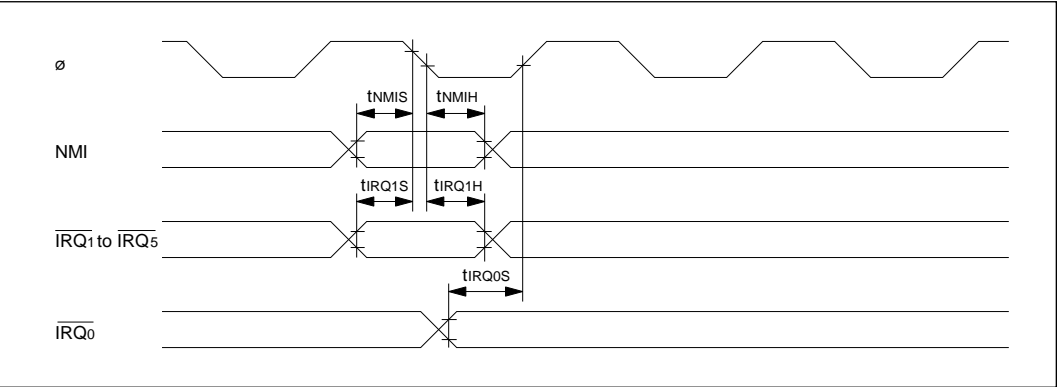 ø
tNMIS tNMIH
NMI
tIRQ1S tIRQ1H
IRQ1 to IRQ5
tIRQ0S
IRQ0